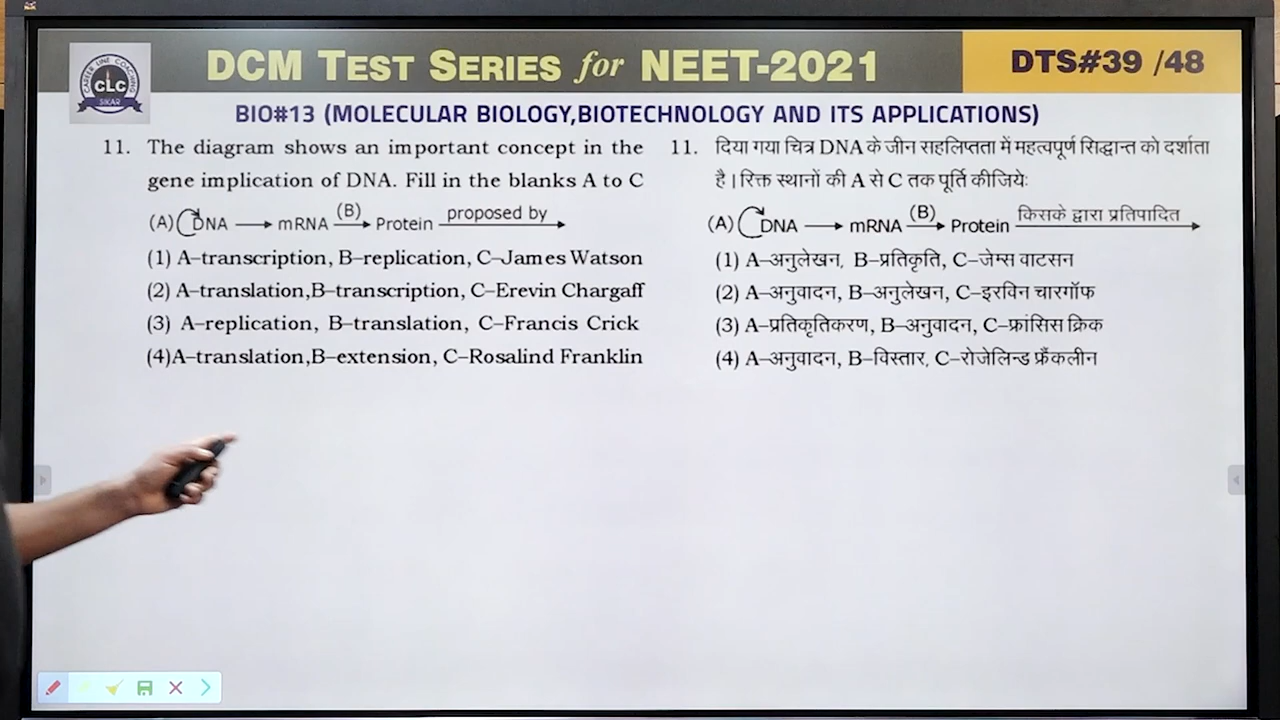 CAREER LINE COACHING
CLC
SIKAR
DCM TEST SERIES for NEET-2021
DTS#39 /48
BIO#13 (MOLECULAR BIOLOGY,BIOTECHNOLOGY AND ITS APPLICATIONS)
11. The diagram shows an important concept in the
gene implication of DNA. Fill in the blanks A to C
(A) DNA ⟶ mRNA (B)⟶ Protein proposed by⟶
(1) A–transcription, B–replication, C–James Watson
(2) A–translation,B–transcription, C–Erevin Chargaff
(3) A–replication, B–translation, C–Francis Crick
(4)A–translation,B–extension, C–Rosalind Franklin
11. दिया गया चित्र DNA के जीन सहलिप्तता में महत्वपूर्ण सिद्धान्त को दर्शाता
है। रिक्त स्थानों की A से C तक पूर्ति कीजियेः
(A) DNA ⟶ mRNA (B)⟶ Protein किसके द्वारा प्रतिपादित⟶
(1) A–अनुलेखन, B–प्रतिकृति, C–जेम्स वाटसन
(2) A–अनुवादन, B–अनुलेखन, C–इरविन चारगॉफ
(3) A–प्रतिकृतिकरण, B–अनुवादन, C–फ्रांसिस क्रिक
(4) A–अनुवादन, B–विस्तार, C–रोजेलिन्ड फ्रैंकलीन